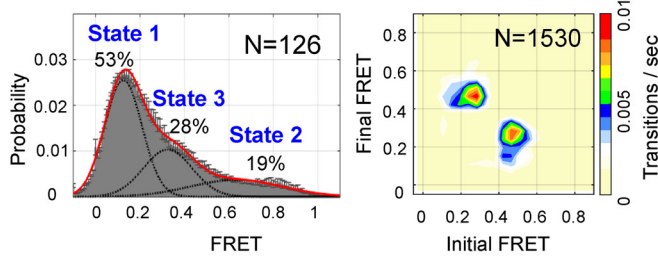 State 1
N=126
53%
State 3
28%
State 2
19%
Probability
0.03
0.02
0.01
0
0
0.2
0.4
0.6
0.8
1
FRET
N=1530
Final FRET
0.8
0.6
0.4
0.2
0
0
0.2
0.4
0.6
0.8
Initial FRET
0.01
0.005
0
Transitions / sec